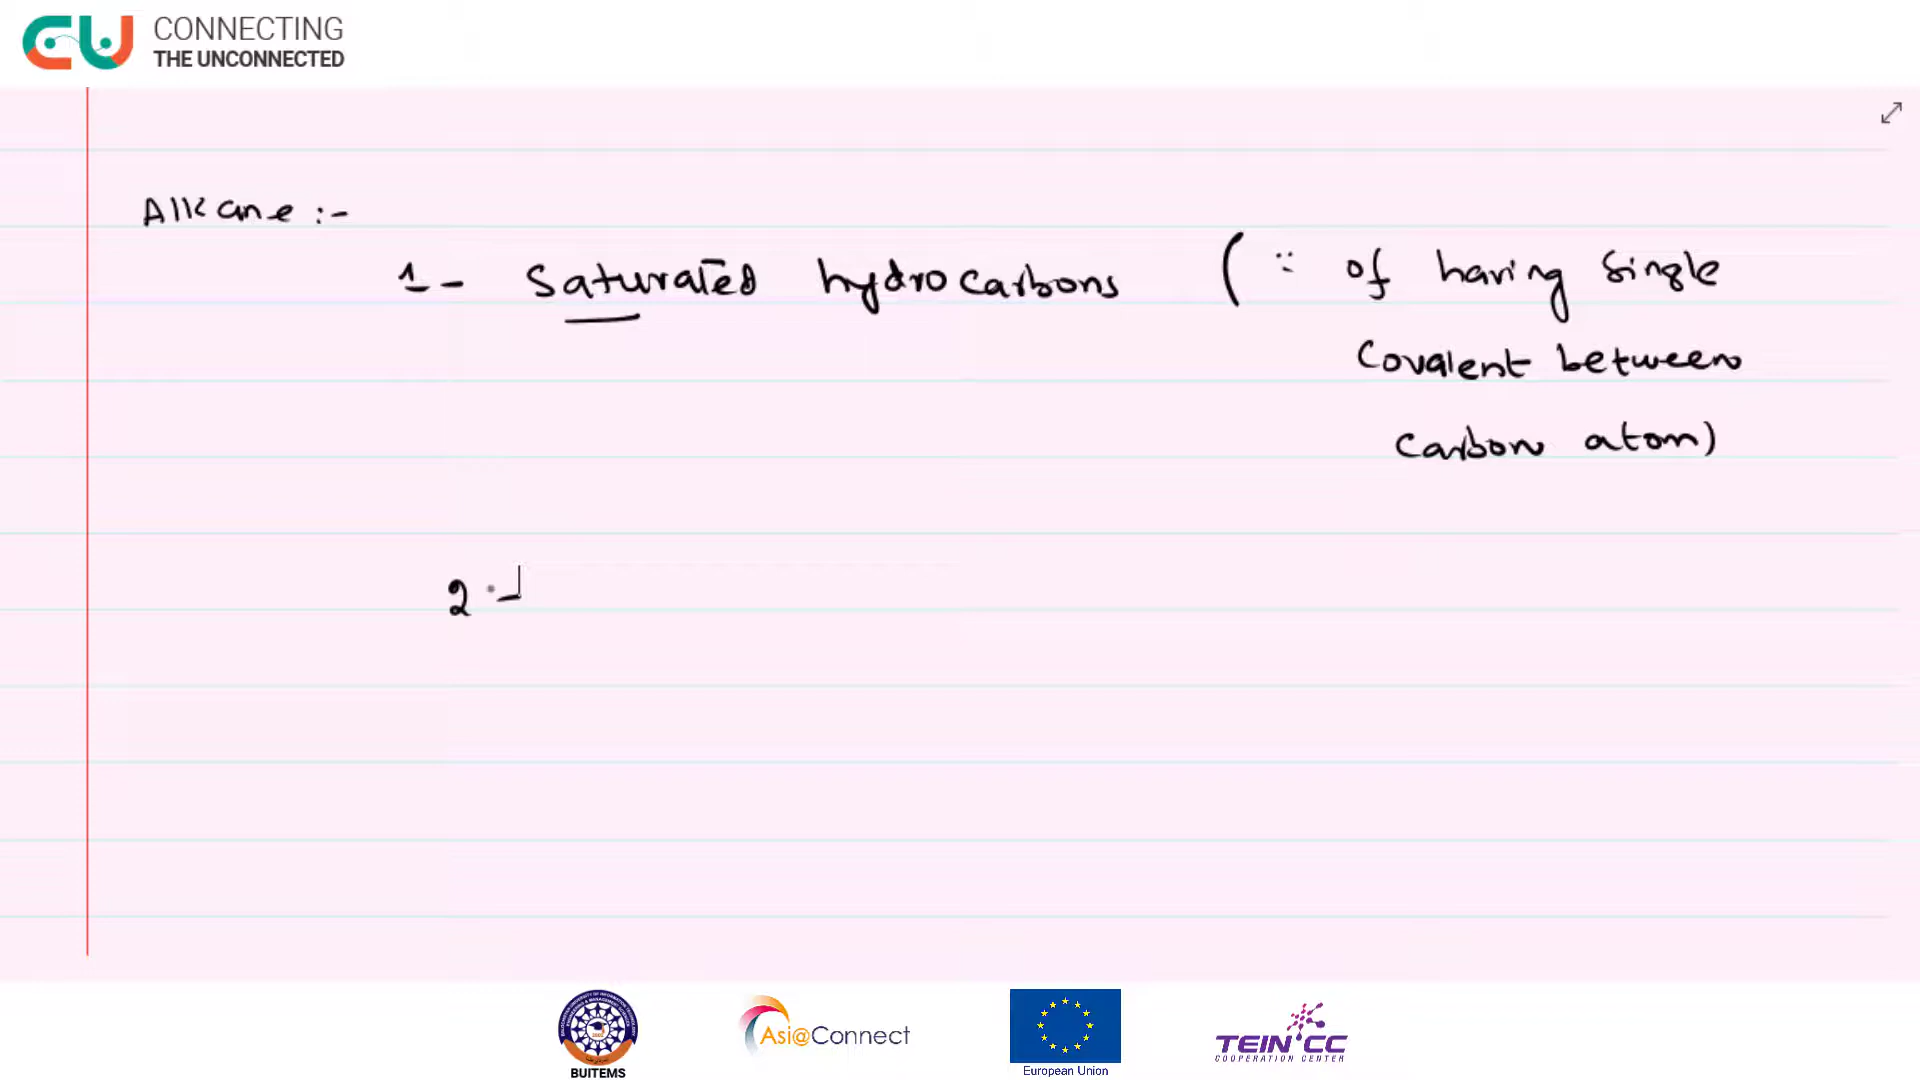 CONNECTING
THE UNCONNECTED
Alkane :-
1- Saturated hydrocarbons ( ∵ of having single
Covalent between
Carbon atom)
2 :-
BUITEMS
Asi@Connect
European Union
TEIN*CC
COOPERATION CENTER